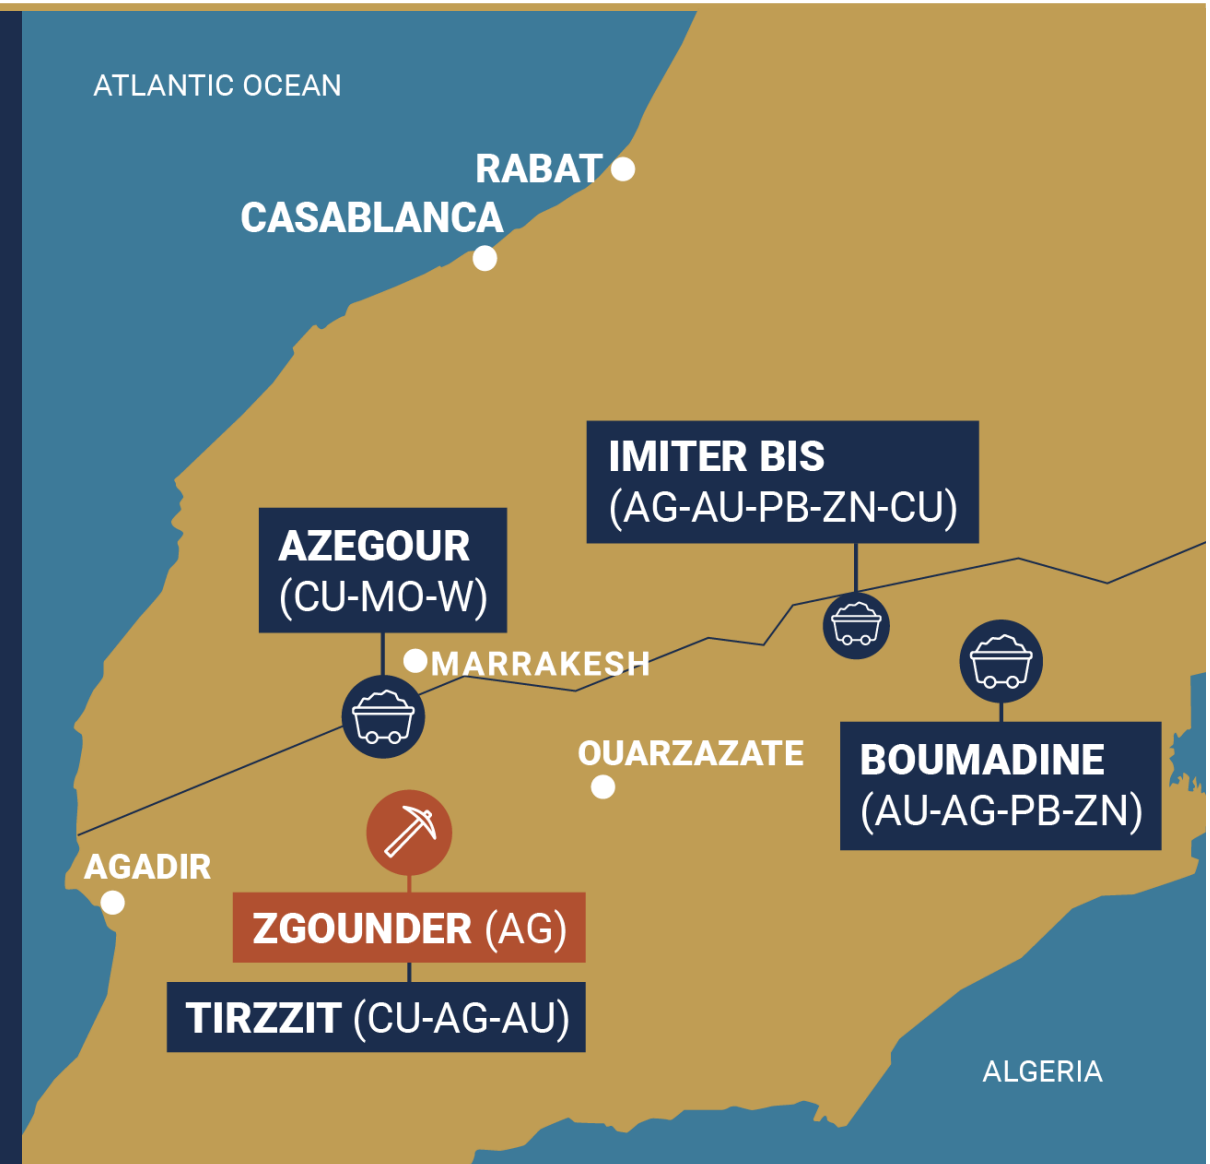 ATLANTIC OCEAN
RABAT
CASABLANCA
IMITER BIS
(AG-AU-PB-ZN-CU)
AZEGOUR
(CU-MO-W)
MARRAKESH
OUARZAZATE
BOUMADINE
(AU-AG-PB-ZN)
AGADIR
ZGOUNDER (AG)
TIRZZIT (CU-AG-AU)
ALGERIA